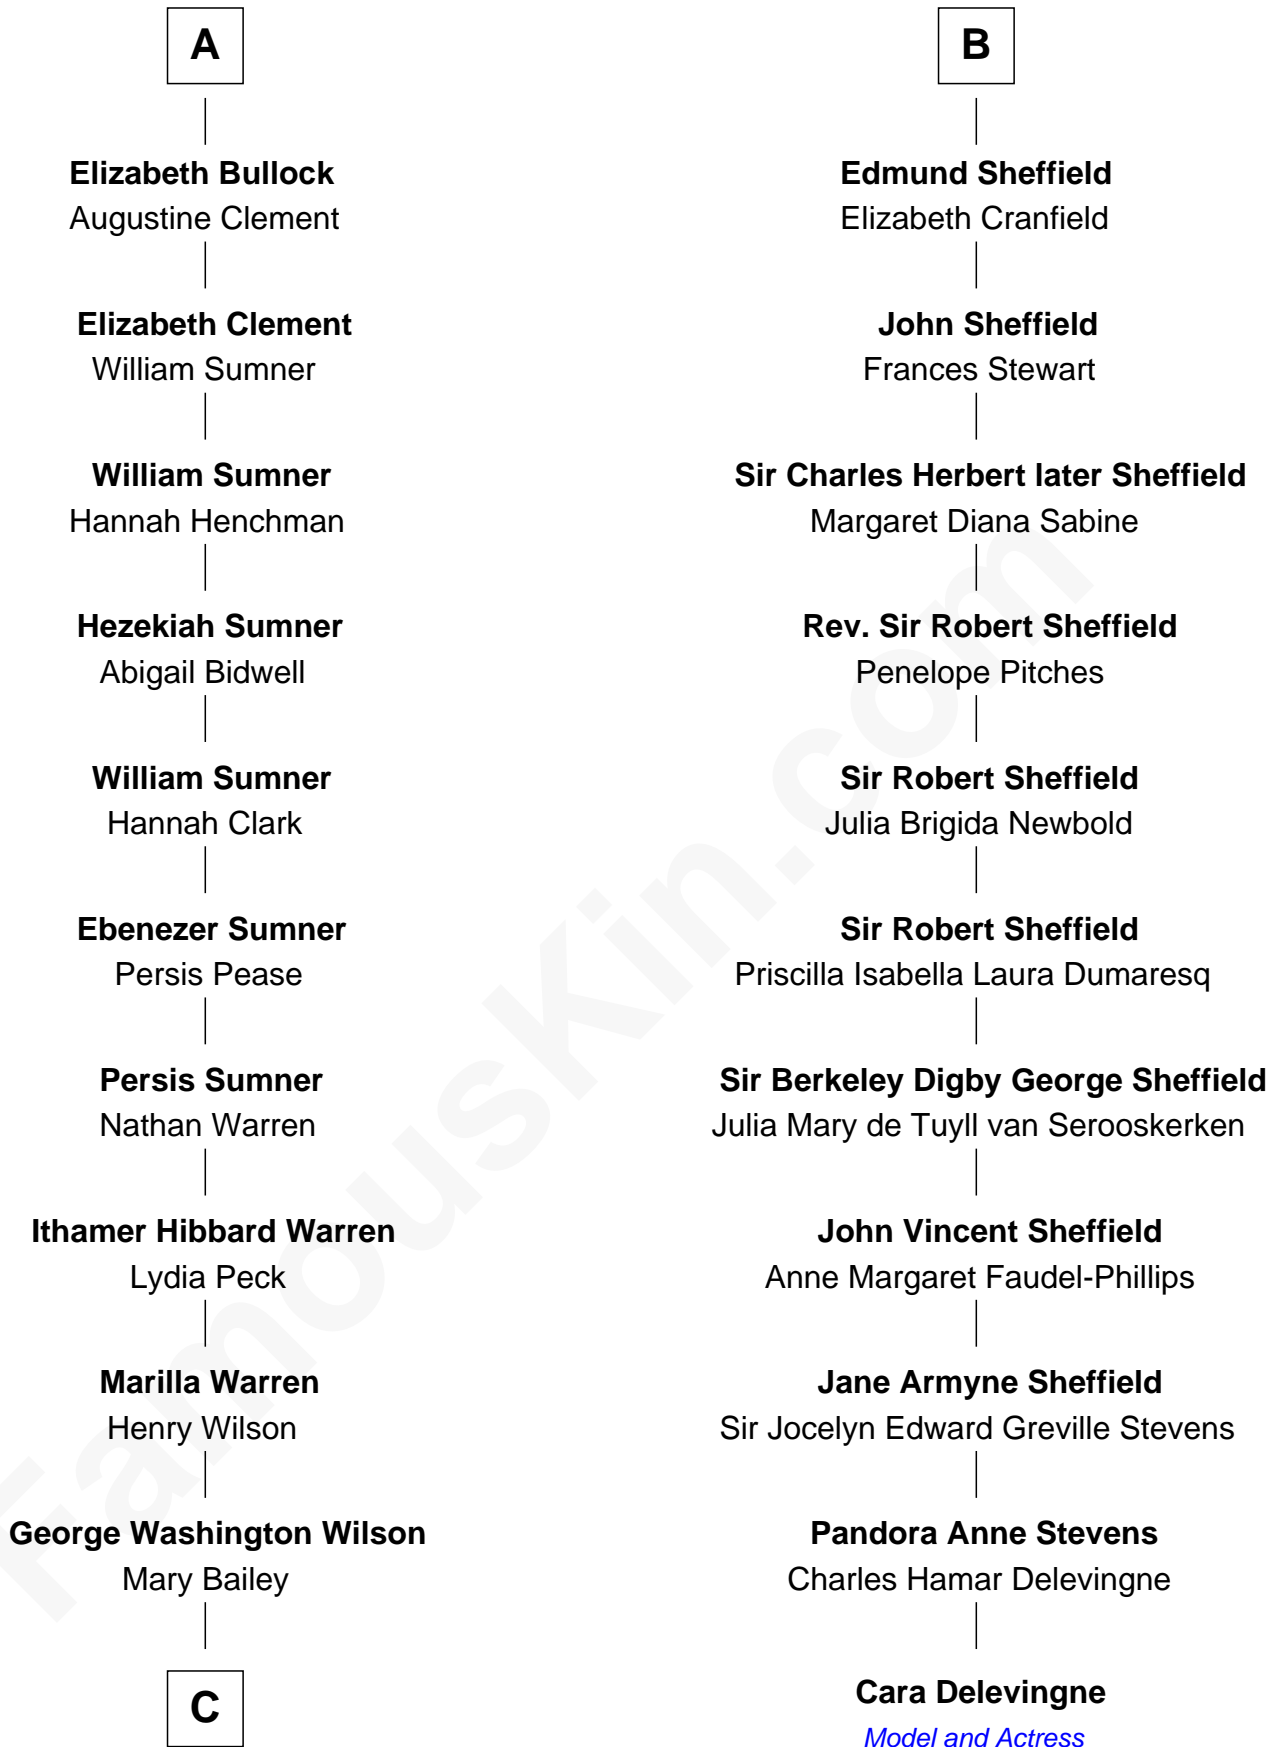 A
Elizabeth Bullock
Augustine Clement
Elizabeth Clement
William Sumner
William Sumner
Hannah Henchman
Hezekiah Sumner
Abigail Bidwell
William Sumner
Hannah Clark
Ebenezer Sumner
Persis Pease
Persis Sumner
Nathan Warren
Ithamer Hibbard Warren
Lydia Peck
Marilla Warren
Henry Wilson
George Washington Wilson
Mary Bailey
C
B
Edmund Sheffield
Elizabeth Cranfield
John Sheffield
Frances Stewart
Sir Charles Herbert later Sheffield
Margaret Diana Sabine
Rev. Sir Robert Sheffield
Penelope Pitches
Sir Robert Sheffield
Julia Brigida Newbold
Sir Robert Sheffield
Priscilla Isabella Laura Dumaresq
Sir Berkeley Digby George Sheffield
Julia Mary de Tuyll van Serooskerken
John Vincent Sheffield
Anne Margaret Faudel-Phillips
Jane Armyne Sheffield
Sir Jocelyn Edward Greville Stevens
Pandora Anne Stevens
Charles Hamar Delevingne
Cara Delevingne
Model and Actress
FamousKin.com